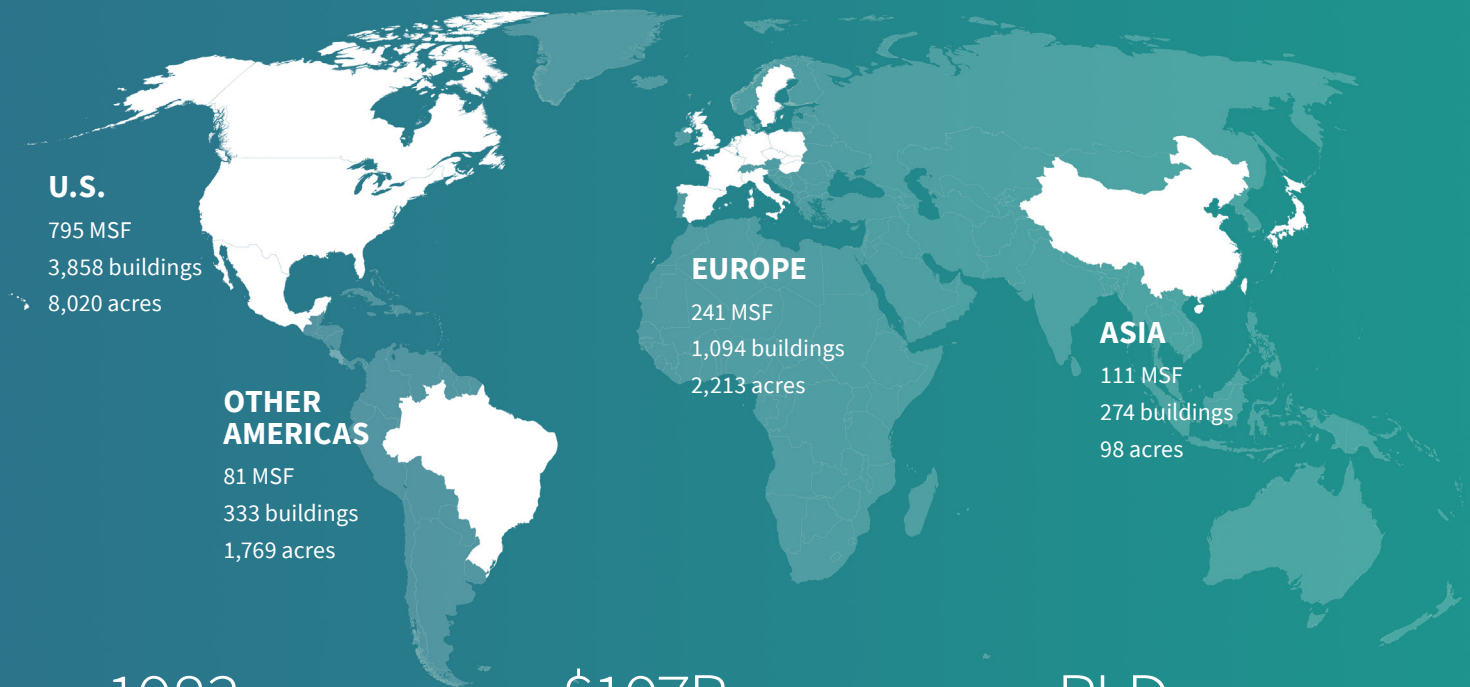 U.S.
795 MSF
3,858 buildings
8,020 acres
OTHER
AMERICAS
81 MSF
333 buildings
1,769 acres
EUROPE
241 MSF
1,094 buildings
2,213 acres
ASIA
111 MSF
274 buildings
98 acres